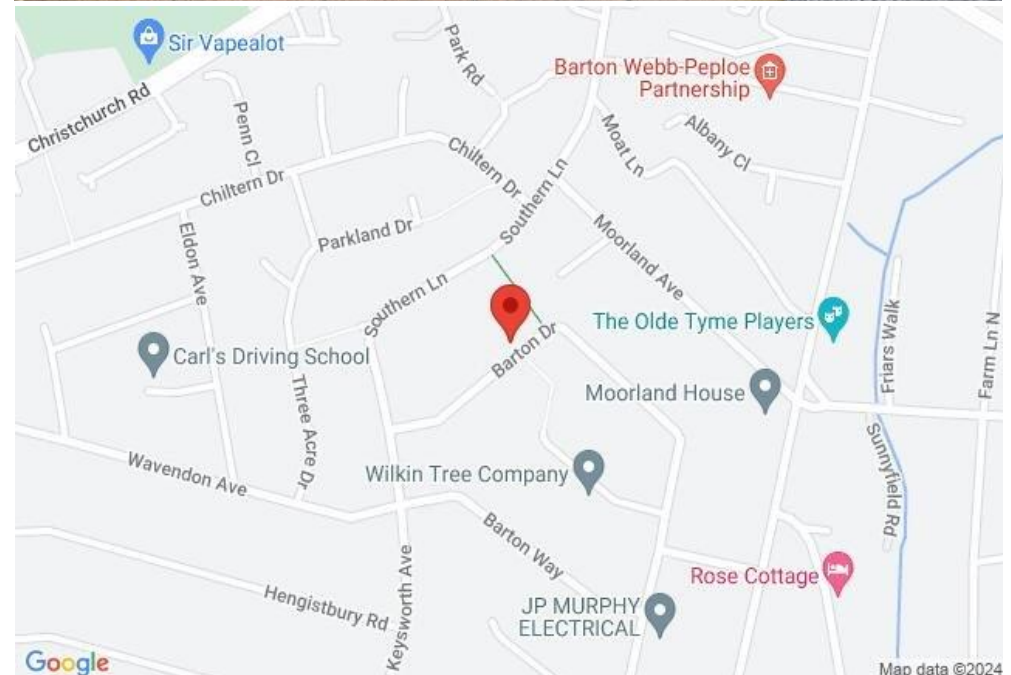 Sir Vapealot
Park Rd
Barton Webb-Peploe
Partnership
Christchurch Rd
Penn Cl
Moat Ln
Albany Cl
Chiltern Dr
Chiltern Dr
Southern Ln
Parkland Dr
Eldon Ave
Moorland Ave
Southern Ln
The Olde Tyme Players
Friars Walk
Farm Ln N
Carl's Driving School
Barton Dr
Three Acre Dr
Moorland House
Wavendon Ave
Wilkin Tree Company
Sunnyfield Rd
Barton Way
Keysworth Ave
Hengistbury Rd
Rose Cottage
JP MURPHY
ELECTRICAL
Google
Map data ©2024